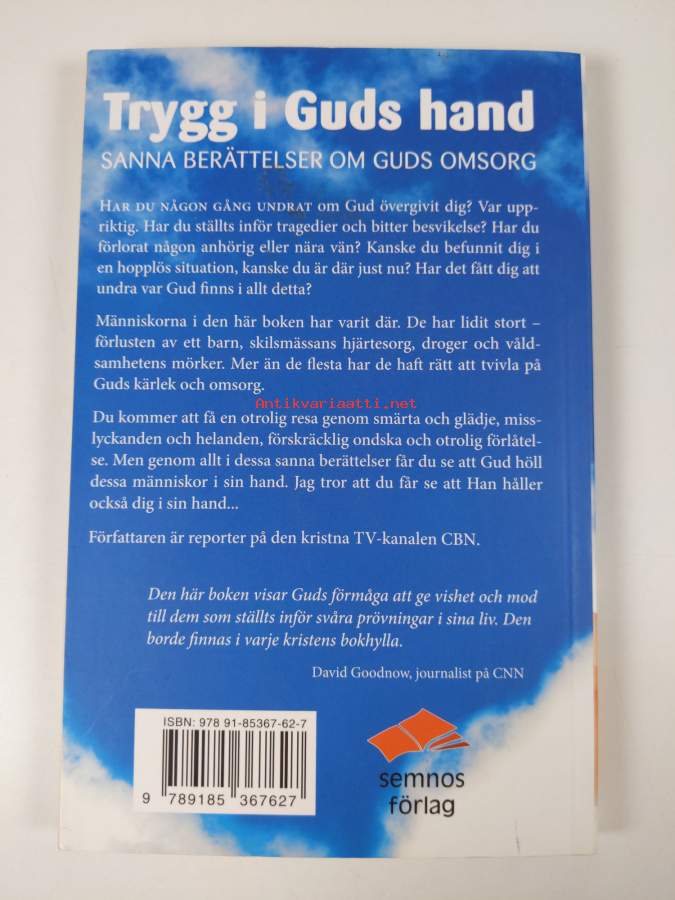 Trygg i Guds hand
SANNA BERÄTTELSER OM GUDS OMSORG
HAR DU NÅGON GÅNG UNDRAT om Gud övergivit dig? Var upp-
riktig. Har du ställts inför tragedier och bitter besvikelse? Har du
förlorat någon anhörig eller nära vän? Kanske du befunnit dig i
en hopplös situation, kanske du är där just nu? Har det fått dig att
undra var Gud finns i allt detta?
Människorna i den här boken har varit där. De har lidit stort –
förlusten av ett barn, skilsmässans hjärtesorg, droger och våld-
samhetens mörker. Mer än de flesta har de haft rätt att tvivla på
Guds kärlek och omsorg.
Antikvariaatti.net
Du kommer att få en otrolig resa genom smärta och glädje, miss-
lyckanden och helanden, förskräcklig ondska och otrolig förlåtel-
se. Men genom allt i dessa sanna berättelser får du se att Gud höll
dessa människor i sin hand. Jag tror att du får se att Han håller
också dig i sin hand...
Författaren är reporter på den kristna TV-kanalen CBN.
Den här boken visar Guds förmåga att ge vishet och mod
till dem som ställts inför svåra prövningar i sina liv. Den
borde finnas i varje kristens bokhylla.
David Goodnow, journalist på CNN
ISBN: 978 91-85367-62-7
9 789185 367627
semnos
förlag